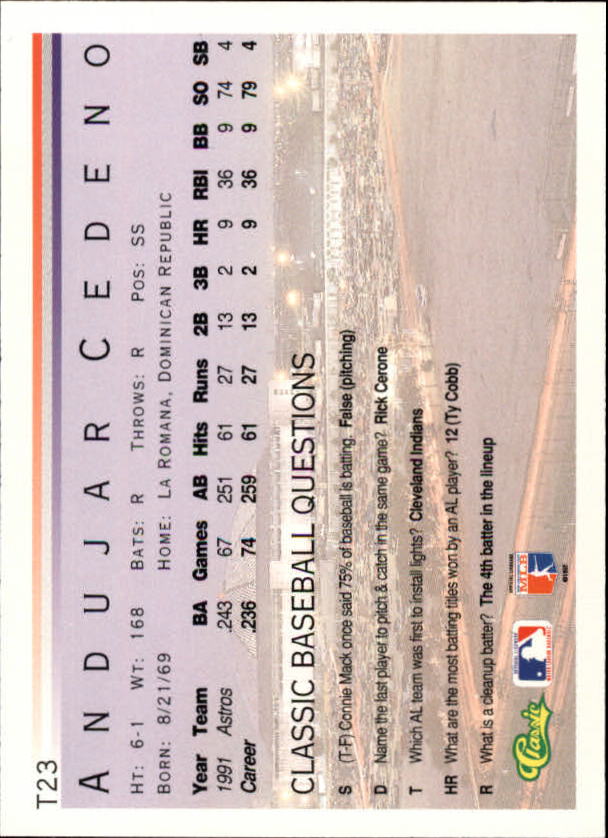 T23
ANDUJAR CEDENO
HT: 6-1 WT: 168 BATS: R THROWS: R POS: SS
BORN: 8/21/69 HOME: LA ROMANA, DOMINICAN REPUBLIC
Year Team BA Games AB Hits Runs 2B 3B HR RBI BB SO SB
1991 Astros .243 67 251 61 27 13 2 9 36 9 74 4
Career .236 74 259 61 27 13 2 9 36 9 79 4
CLASSIC BASEBALL QUESTIONS
S (T-F) Connie Mack once said 75% of baseball is batting. False (pitching)
D Name the last player to pitch & catch in the same game? Rick Cerone
T Which AL team was first to install lights? Cleveland Indians
HR What are the most batting titles won by an AL player? 12 (Ty Cobb)
R What is a cleanup batter? The 4th batter in the lineup
Classic
MLB